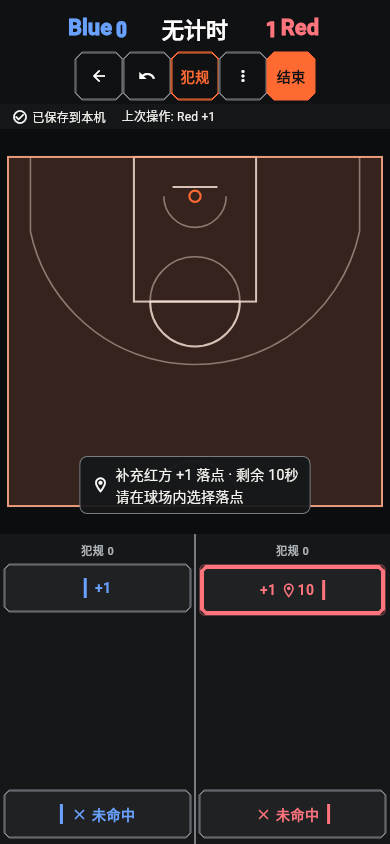 Blue 0 无计时 1 Red
犯规 结束
已保存到本机 上次操作: Red +1
补充红方 +1 落点 · 剩余 10秒
请在球场内选择落点
犯规 0 犯规 0
+1 +1 10
未命中 未命中